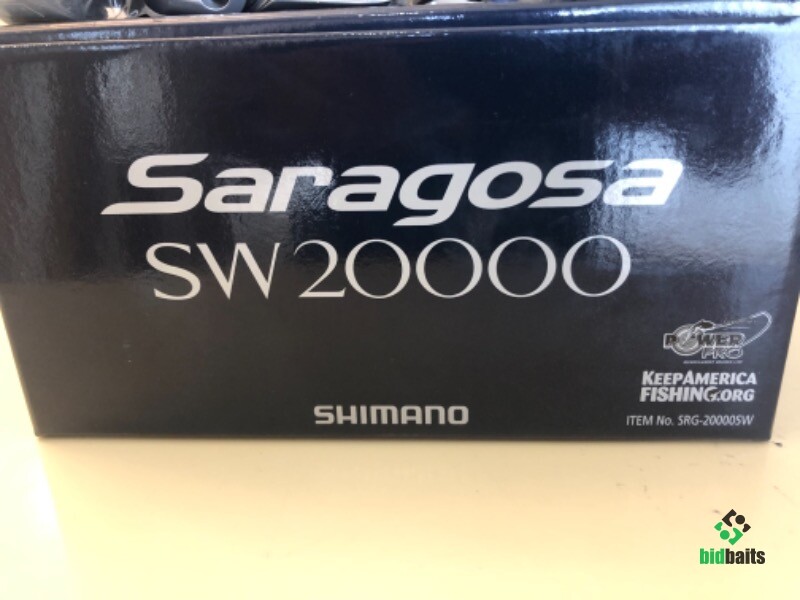 Saragosa
SW20000
POWER
PRO
KEEPAMERICA
FISHING.ORG
SHIMANO
ITEM No. SRG-20000SW
bidbaits